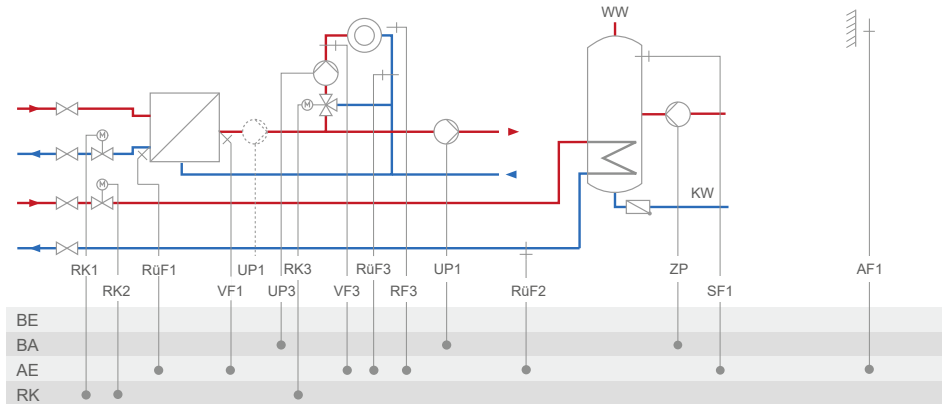 WW
M
M
M
KW
RK1 RüF1 UP1 RK3 RüF3 UP1 ZP AF1
RK2 VF1 UP3 VF3 RF3 RüF2 SF1
BE
BA
AE
RK